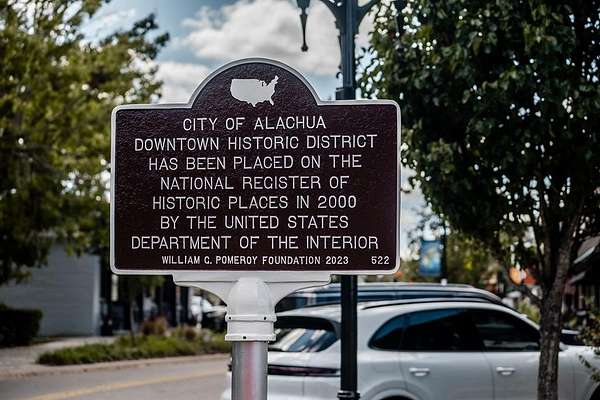 CITY OF ALACHUA
DOWNTOWN HISTORIC DISTRICT
HAS BEEN PLACED ON THE
NATIONAL REGISTER OF
HISTORIC PLACES IN 2000
BY THE UNITED STATES
DEPARTMENT OF THE INTERIOR
WILLIAM G. POMEROY FOUNDATION 2023 522